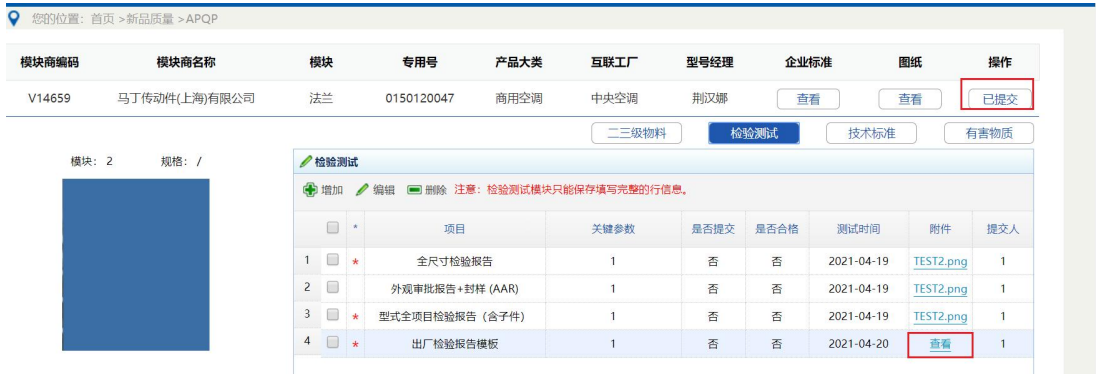 您的位置：首页 >新品质量 >APQP
模块商编码 模块商名称 模块 专用号 产品大类 互联工厂 型号经理 企业标准 图纸 操作
V14659 马丁传动件(上海)有限公司 法兰 0150120047 商用空调 中央空调 荆汉娜 查看 查看 已提交
二三级物料 检验测试 技术标准 有害物质
模块： 2 规格： /
检验测试
增加 编辑 删除 注意：检验测试模块只能保存填写完整的行信息。
* 项目 关键参数 是否提交 是否合格 测试时间 附件 提交人
1 * 全尺寸检验报告 1 否 否 2021-04-19 TEST2.png 1
2 外观审批报告+封样 (AAR) 1 否 否 2021-04-19 TEST2.png 1
3 * 型式全项目检验报告（含子件） 1 否 否 2021-04-19 TEST2.png 1
4 * 出厂检验报告模板 1 否 否 2021-04-20 查看 1